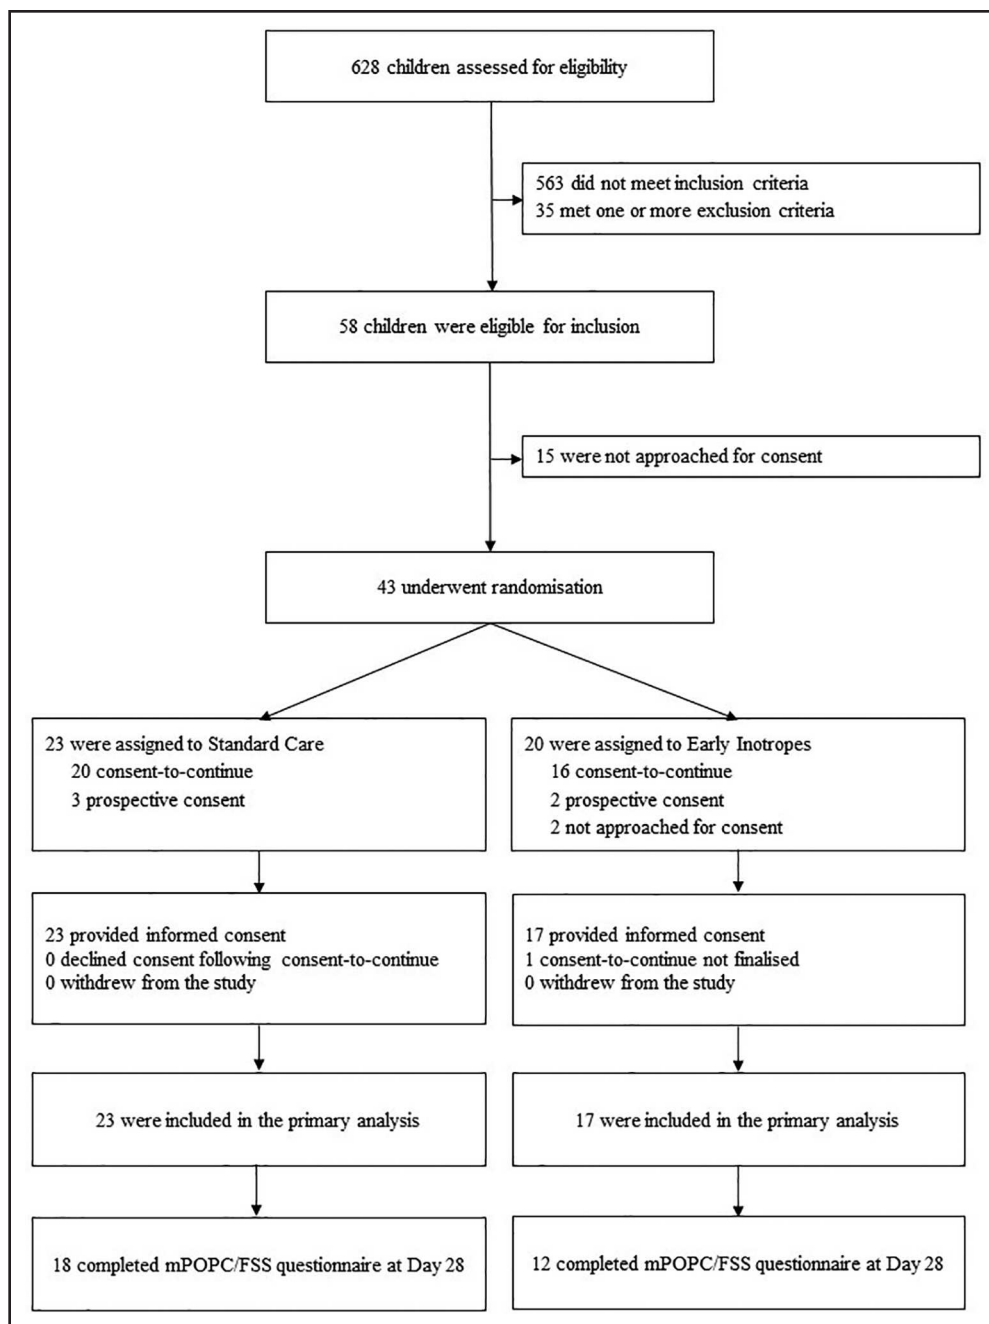 628 children assessed for eligibility
563 did not meet inclusion criteria
35 met one or more exclusion criteria
58 children were eligible for inclusion
15 were not approached for consent
43 underwent randomisation
23 were assigned to Standard Care
20 consent-to-continue
3 prospective consent
20 were assigned to Early Inotropes
16 consent-to-continue
2 prospective consent
2 not approached for consent
23 provided informed consent
0 declined consent following consent-to-continue
0 withdrew from the study
17 provided informed consent
1 consent-to-continue not finalised
0 withdrew from the study
23 were included in the primary analysis
17 were included in the primary analysis
18 completed mPOPC/FSS questionnaire at Day 28
12 completed mPOPC/FSS questionnaire at Day 28